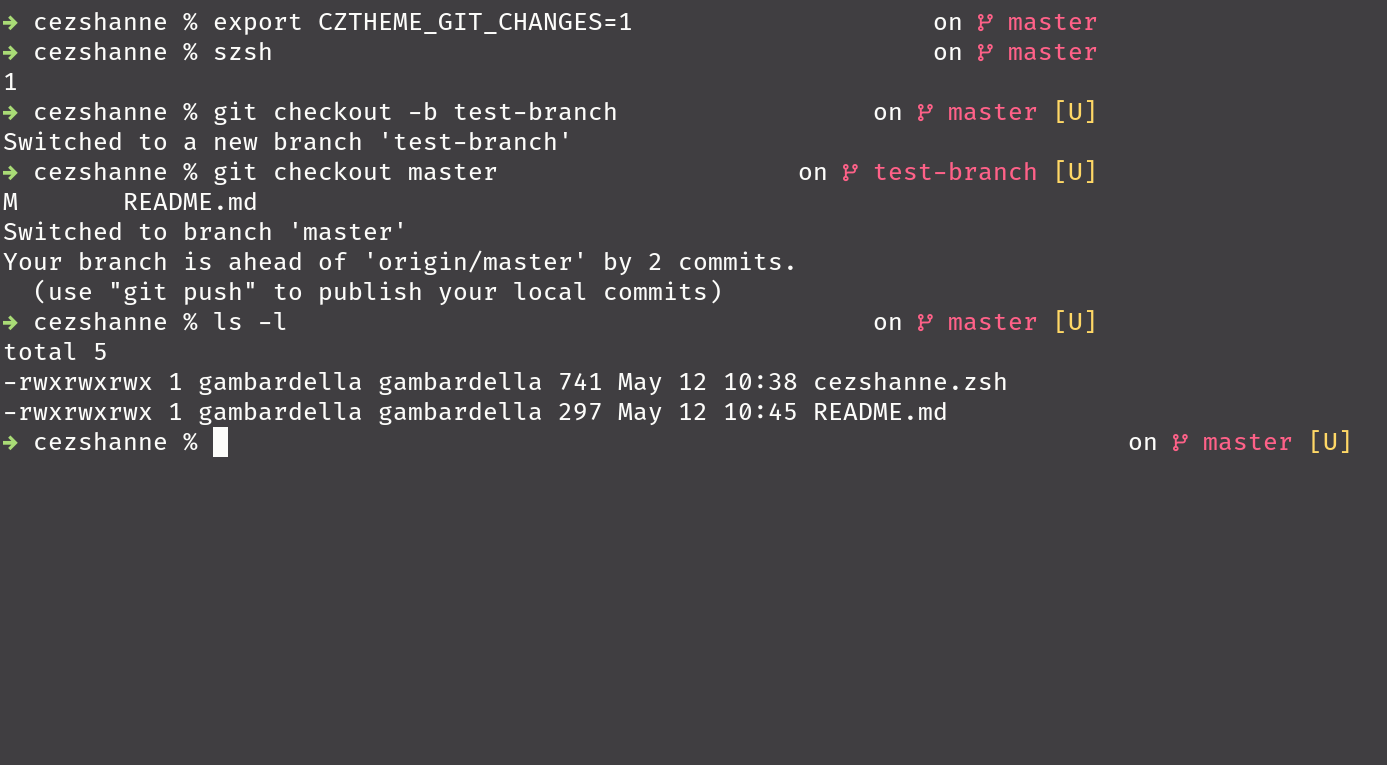 ➜ cezshanne % export CZTHEME_GIT_CHANGES=1 on master
➜ cezshanne % szsh on master
1
➜ cezshanne % git checkout -b test-branch on master [U]
Switched to a new branch 'test-branch'
➜ cezshanne % git checkout master on test-branch [U]
M README.md
Switched to branch 'master'
Your branch is ahead of 'origin/master' by 2 commits.
(use "git push" to publish your local commits)
➜ cezshanne % ls -l on master [U]
total 5
-rwxrwxrwx 1 gambardella gambardella 741 May 12 10:38 cezshanne.zsh
-rwxrwxrwx 1 gambardella gambardella 297 May 12 10:45 README.md
➜ cezshanne % on master [U]